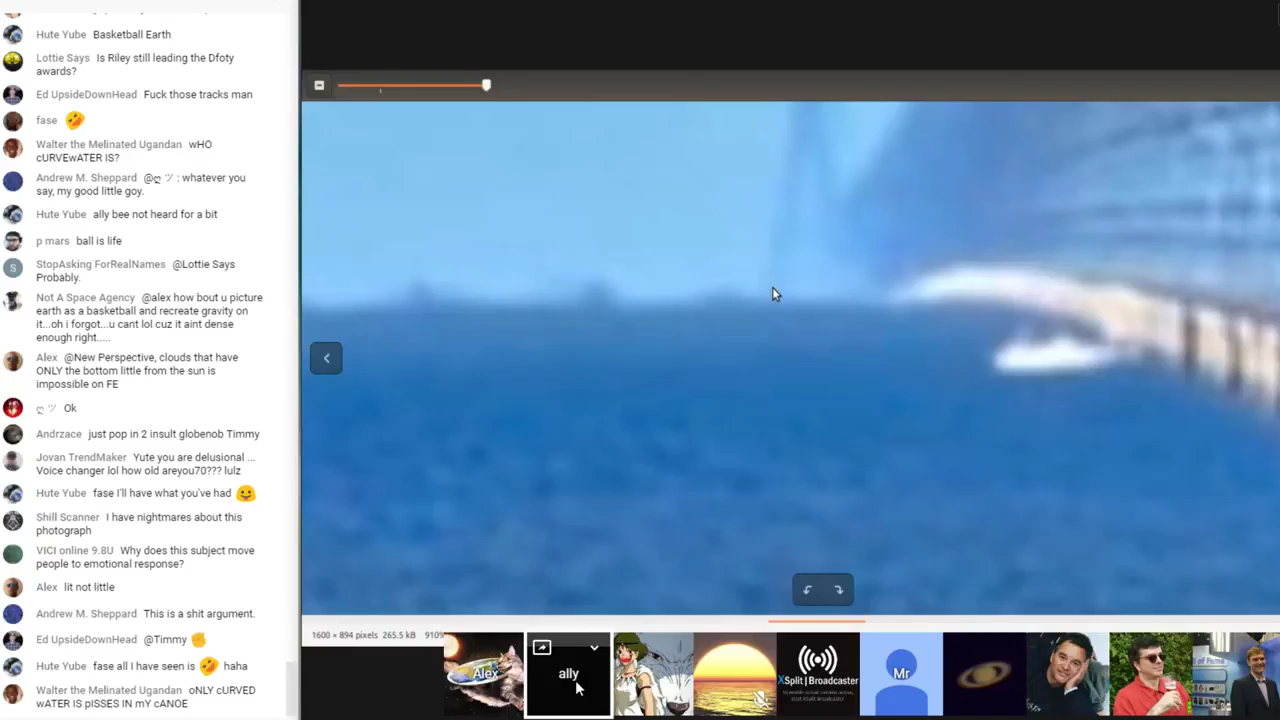 Hute Yube Basketball Earth
Lottie Says Is Riley still leading the Dfoty
awards?
Ed UpsideDownHead Fuck those tracks man
fase 🤣
Walter the Melinated Ugandan wHO
cURVEwATER IS?
Andrew M. Sheppard @ღ ツ : whatever you
say, my good little goy.
Hute Yube ally bee not heard for a bit
p mars ball is life
S
StopAsking ForRealNames @Lottie Says
Probably.
Not A Space Agency @alex how bout u picture
earth as a basketball and recreate gravity on
it...oh i forgot...u cant lol cuz it aint dense
enough right.....
Alex @New Perspective, clouds that have
ONLY the bottom little from the sun is
impossible on FE
ღ ツ Ok
Andrzace just pop in 2 insult globenob Timmy
Jovan TrendMaker Yute you are delusional ...
Voice changer lol how old areyou70??? lulz
Hute Yube fase I'll have what you've had 😀
Shill Scanner I have nightmares about this
photograph
VICI online 9.8U Why does this subject move
people to emotional response?
Alex lit not little
Andrew M. Sheppard This is a shit argument.
Ed UpsideDownHead @Timmy ✊
Hute Yube fase all I have seen is 🤣 haha
Walter the Melinated Ugandan oNLY cURVED
wATER IS pISSES IN mY cANOE
1600 × 894 pixels 265.5 kB 910%
Alex
ally
XSplit | Broadcaster
Mr